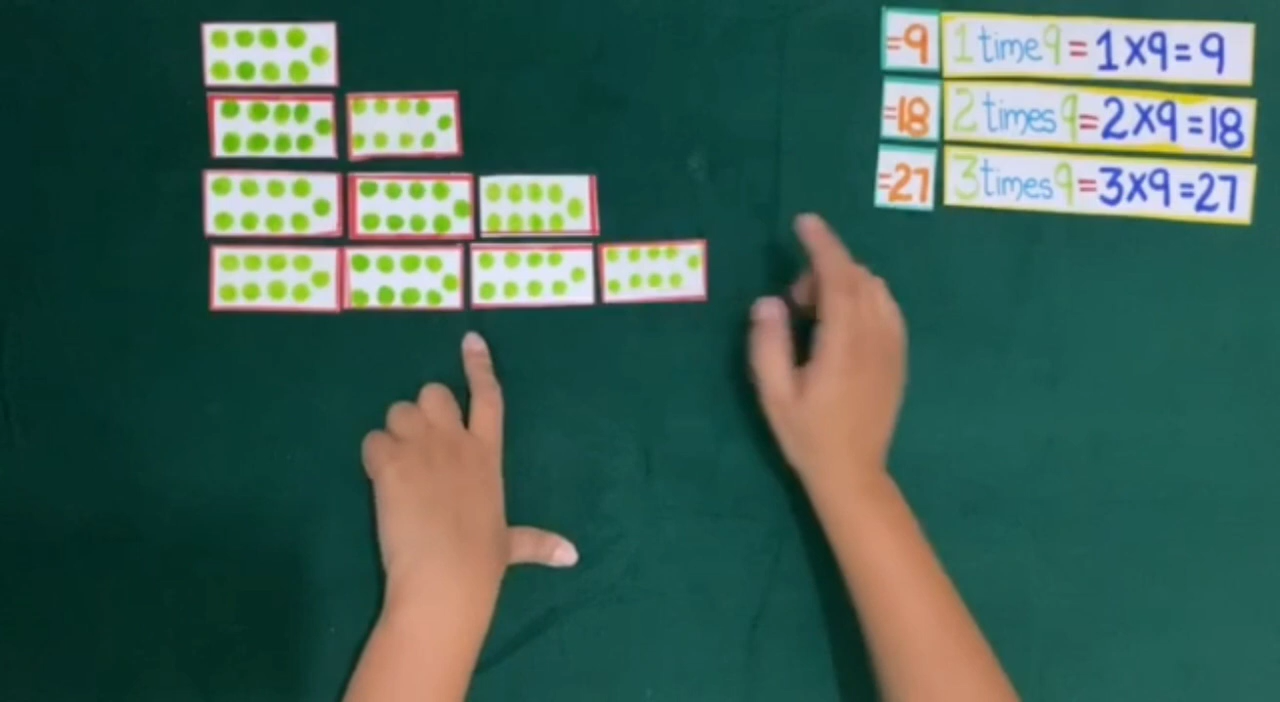 =9 1 time 9 = 1x9 = 9
=18 2 times 9 = 2x9 = 18
=27 3 times 9 = 3x9 = 27